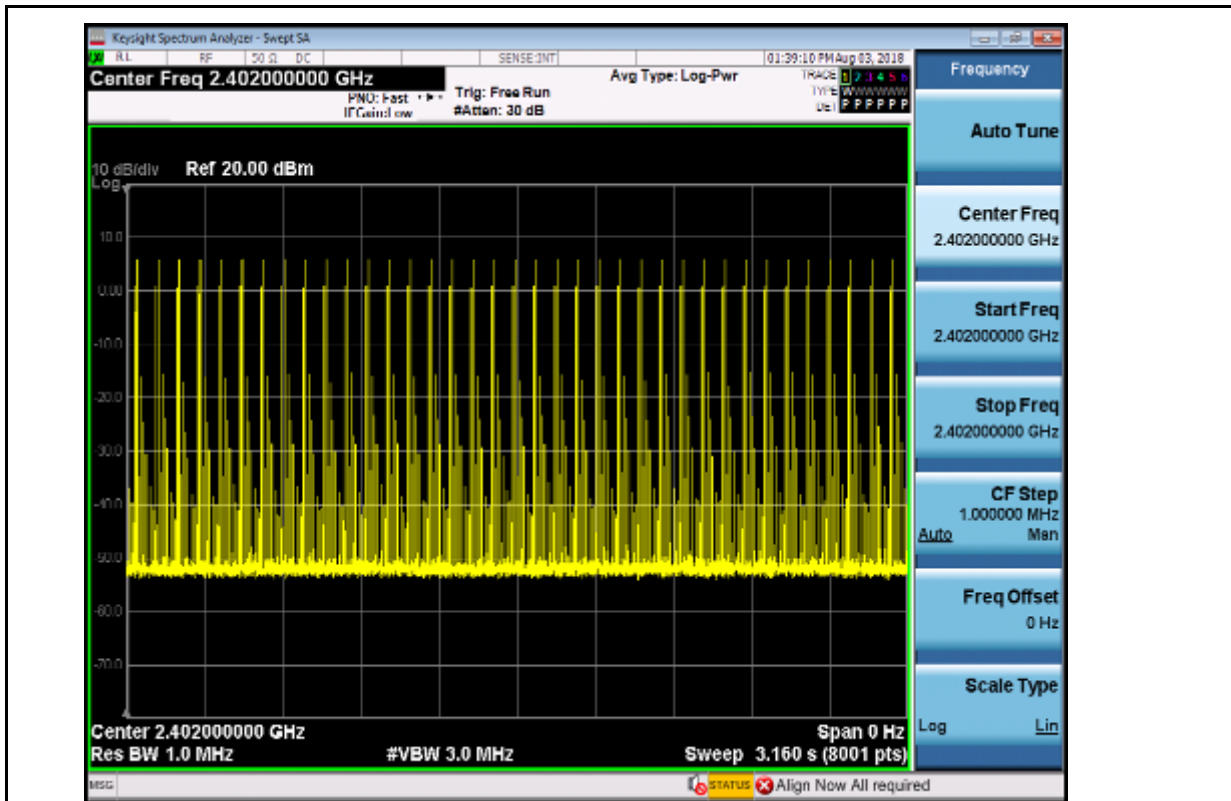 Keysight Spectrum Analyzer - Swept SA
RL RF 50 Ω DC SENSE:INT 01:39:10 PM Aug 03, 2018
Center Freq 2.402000000 GHz
PNO: Fast
IFGain:Low
Trig: Free Run
#Atten: 30 dB
Avg Type: Log-Pwr
TRACE 1 2 3 4 5 6
TYPE WWWWWW
DET P P P P P P
10 dB/div Ref 20.00 dBm
Log
10.0
0.00
-10.0
-20.0
-30.0
-40.0
-50.0
-60.0
-70.0
Center 2.402000000 GHz Span 0 Hz
Res BW 1.0 MHz #VBW 3.0 MHz Sweep 3.160 s (8001 pts)
MSG STATUS Align Now All required
Frequency
Auto Tune
Center Freq
2.402000000 GHz
Start Freq
2.402000000 GHz
Stop Freq
2.402000000 GHz
CF Step
1.000000 MHz
Auto Man
Freq Offset
0 Hz
Scale Type
Log Lin